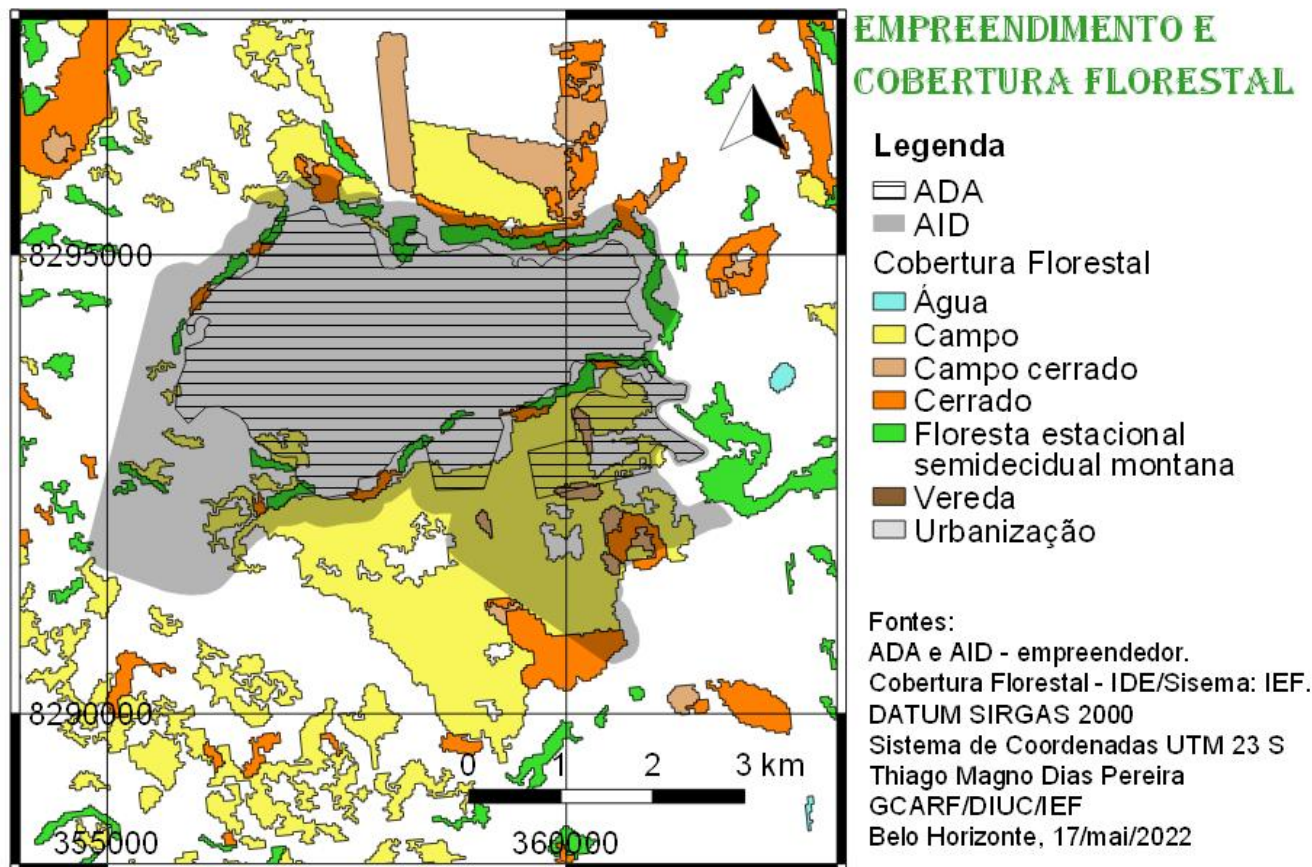 EMPREENDIMENTO E
COBERTURA FLORESTAL
Legenda
ADA
AID
Cobertura Florestal
Água
Campo
Campo cerrado
Cerrado
Floresta estacional
semidecidual montana
Vereda
Urbanização
Fontes:
ADA e AID - empreendedor.
Cobertura Florestal - IDE/Sisema: IEF.
DATUM SIRGAS 2000
Sistema de Coordenadas UTM 23 S
Thiago Magno Dias Pereira
GCARF/DIUC/IEF
Belo Horizonte, 17/mai/2022
8295000
8290000
0 1 2 3 km
355000 360000